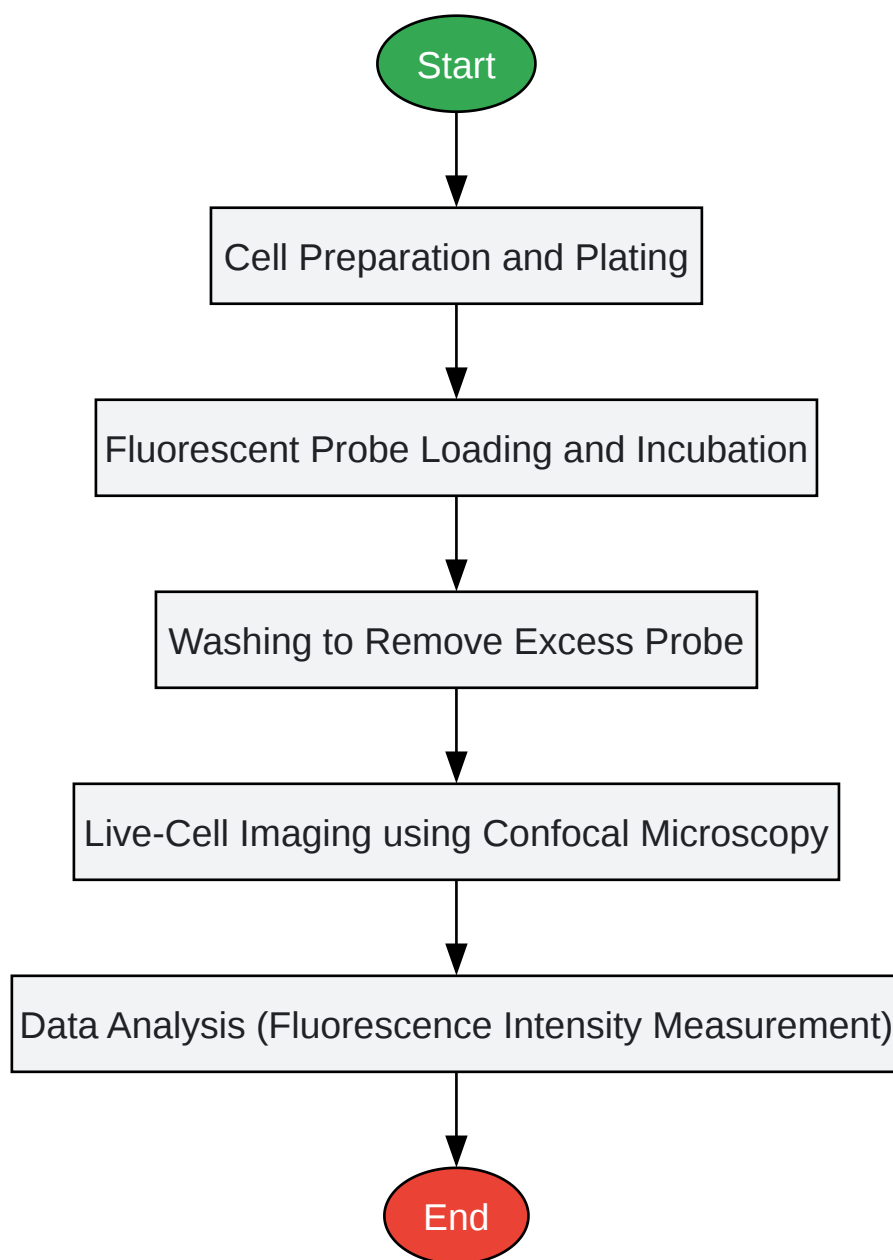 Start
Cell Preparation and Plating
Fluorescent Probe Loading and Incubation
Washing to Remove Excess Probe
Live-Cell Imaging using Confocal Microscopy
Data Analysis (Fluorescence Intensity Measurement)
End